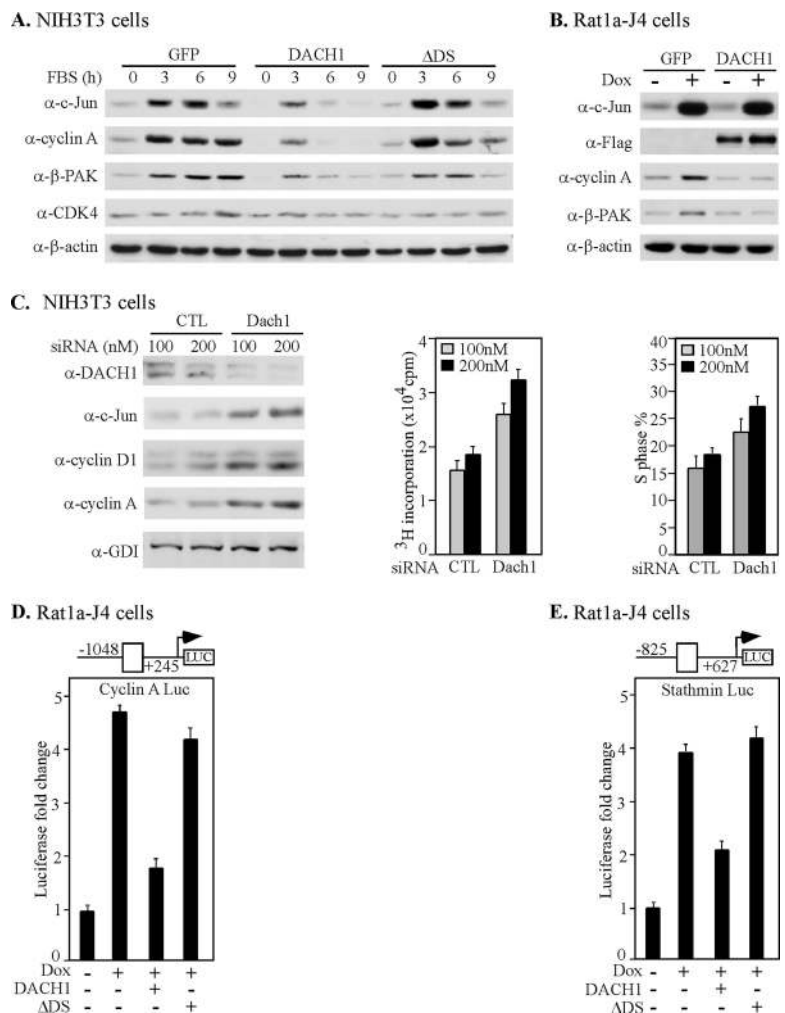 A. NIH3T3 cells
GFP DACH1 ΔDS
FBS (h) 0 3 6 9 0 3 6 9 0 3 6 9
α-c-Jun
α-cyclin A
α-β-PAK
α-CDK4
α-β-actin
B. Rat1a-J4 cells
GFP DACH1
Dox - + - +
α-c-Jun
α-Flag
α-cyclin A
α-β-PAK
α-β-actin
C. NIH3T3 cells
CTL Dach1
siRNA (nM) 100 200 100 200
α-DACH1
α-c-Jun
α-cyclin D1
α-cyclin A
α-GDI
³H incorporation (x10⁴cpm)
4
3
2
1
0
100nM
200nM
siRNA CTL Dach1
S phase %
40
35
30
25
20
15
10
5
0
100nM
200nM
siRNA CTL Dach1
D. Rat1a-J4 cells
-1048
+245 LUC
Cyclin A Luc
Luciferase fold change
5
4
3
2
1
0
Dox - + + +
DACH1 - - + -
ΔDS - - - +
E. Rat1a-J4 cells
-825
+627 LUC
Stathmin Luc
Luciferase fold change
5
4
3
2
1
0
Dox - + + +
DACH1 - - + -
ΔDS - - - +